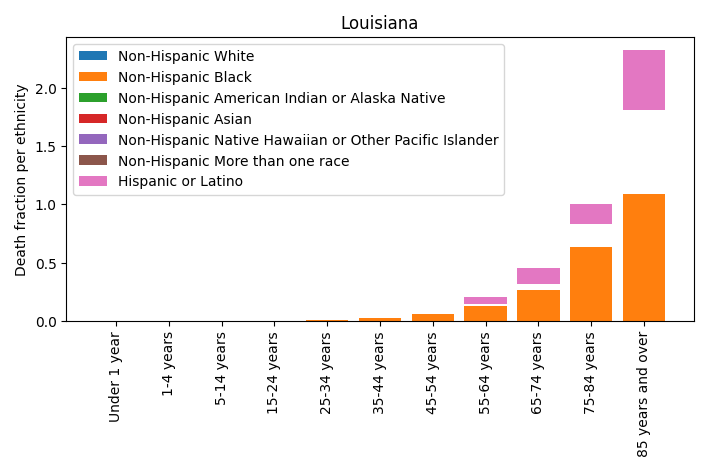 Louisiana
Non-Hispanic White
Non-Hispanic Black
Non-Hispanic American Indian or Alaska Native
Non-Hispanic Asian
Non-Hispanic Native Hawaiian or Other Pacific Islander
Non-Hispanic More than one race
Hispanic or Latino
Death fraction per ethnicity
2.0
1.5
1.0
0.5
0.0
Under 1 year
1-4 years
5-14 years
15-24 years
25-34 years
35-44 years
45-54 years
55-64 years
65-74 years
75-84 years
85 years and over